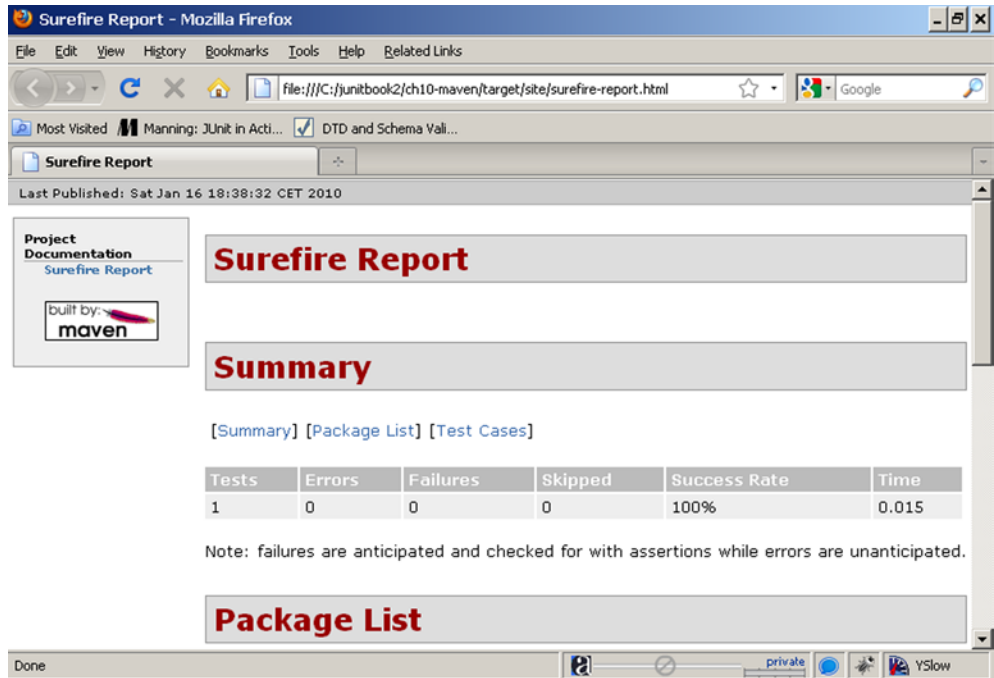 Surefire Report - Mozilla Firefox
File Edit View History Bookmarks Tools Help Related Links
file:///C:/junitbook2/ch10-maven/target/site/surefire-report.html
Google
Most Visited Manning: JUnit in Acti... DTD and Schema Vali...
Surefire Report
Last Published: Sat Jan 16 18:38:32 CET 2010
Project
Documentation
Surefire Report
built by:
maven
Surefire Report
Summary
[Summary] [Package List] [Test Cases]
Tests Errors Failures Skipped Success Rate Time
1 0 0 0 100% 0.015
Note: failures are anticipated and checked for with assertions while errors are unanticipated.
Package List
Done private YSlow